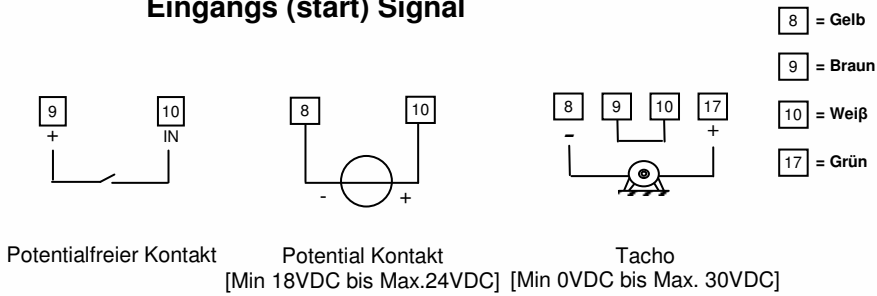 Eingangs (start) Signal
8 = Gelb
9 = Braun
10 = Weiβ
17 = Grün
9 10
+ IN
8 10
- +
8 9 10 17
- +
Potentialfreier Kontakt
Potential Kontakt
[Min 18VDC bis Max.24VDC]
Tacho
[Min 0VDC bis Max. 30VDC]